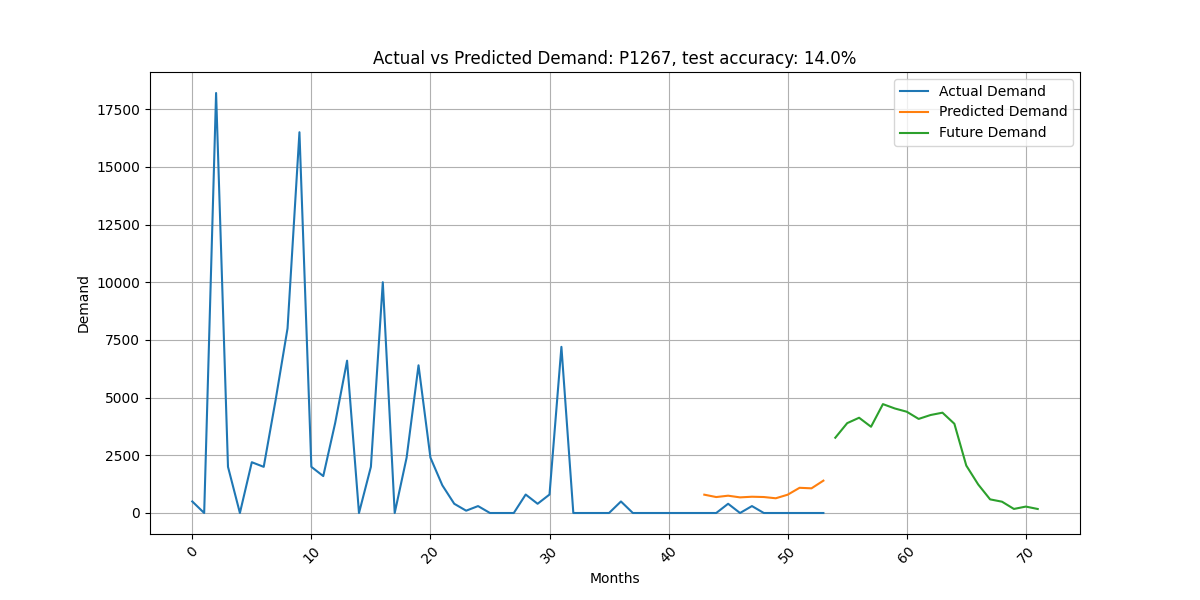 Actual vs Predicted Demand: P1267, test accuracy: 14.0%
Actual Demand
Predicted Demand
Future Demand
17500
15000
12500
10000
7500
5000
2500
0
Demand
0 10 20 30 40 50 60 70
Months